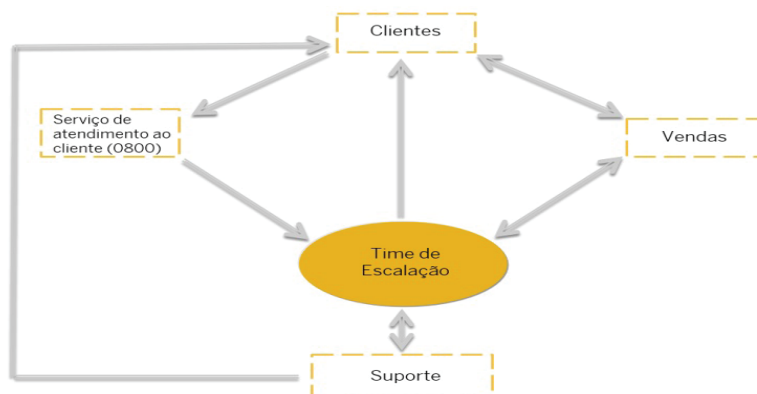 Clientes
Serviço de
atendimento ao
cliente (0800)
Vendas
Time de
Escalação
Suporte